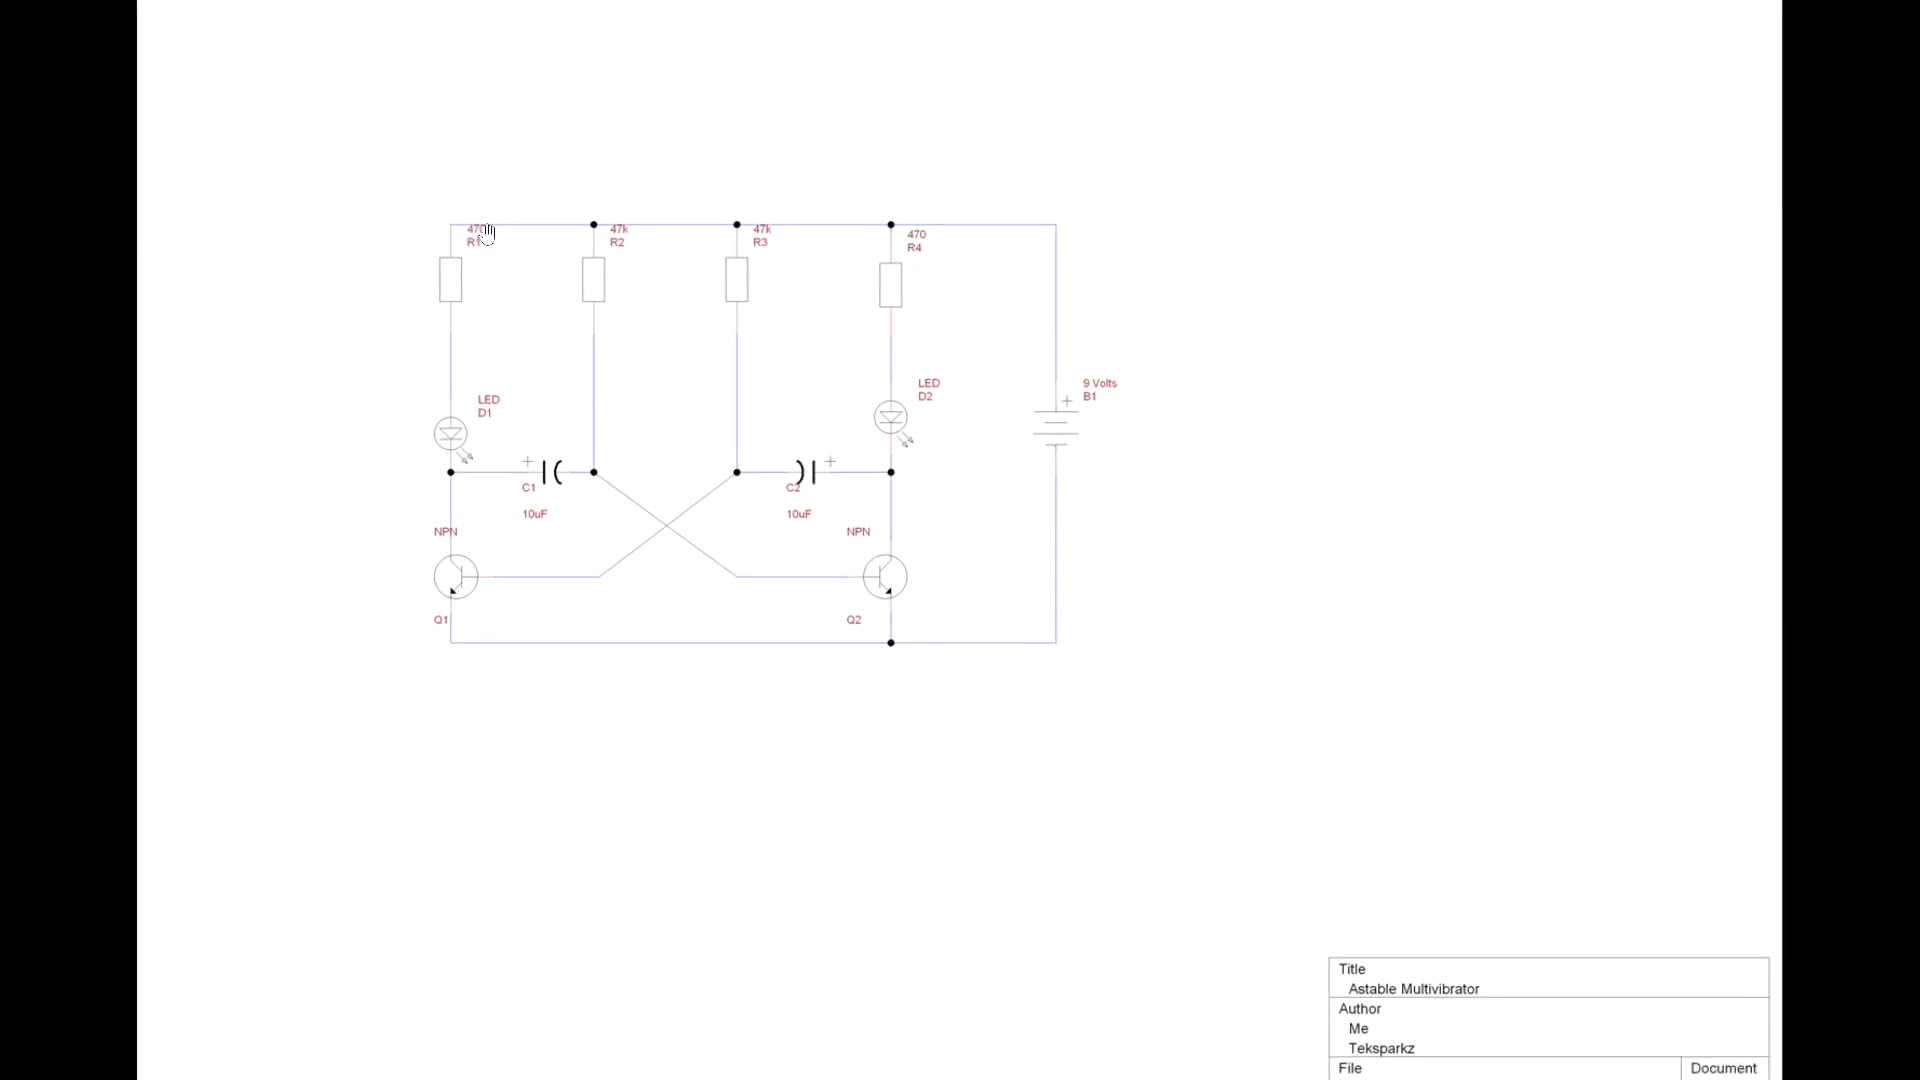 470
R1
47k
R2
47k
R3
470
R4
LED
D1
LED
D2
9 Volts
B1
+
+
+
C1
10uF
C2
10uF
NPN
NPN
Q1
Q2
Title
Astable Multivibrator
Author
Me
Teksparkz
File
Document